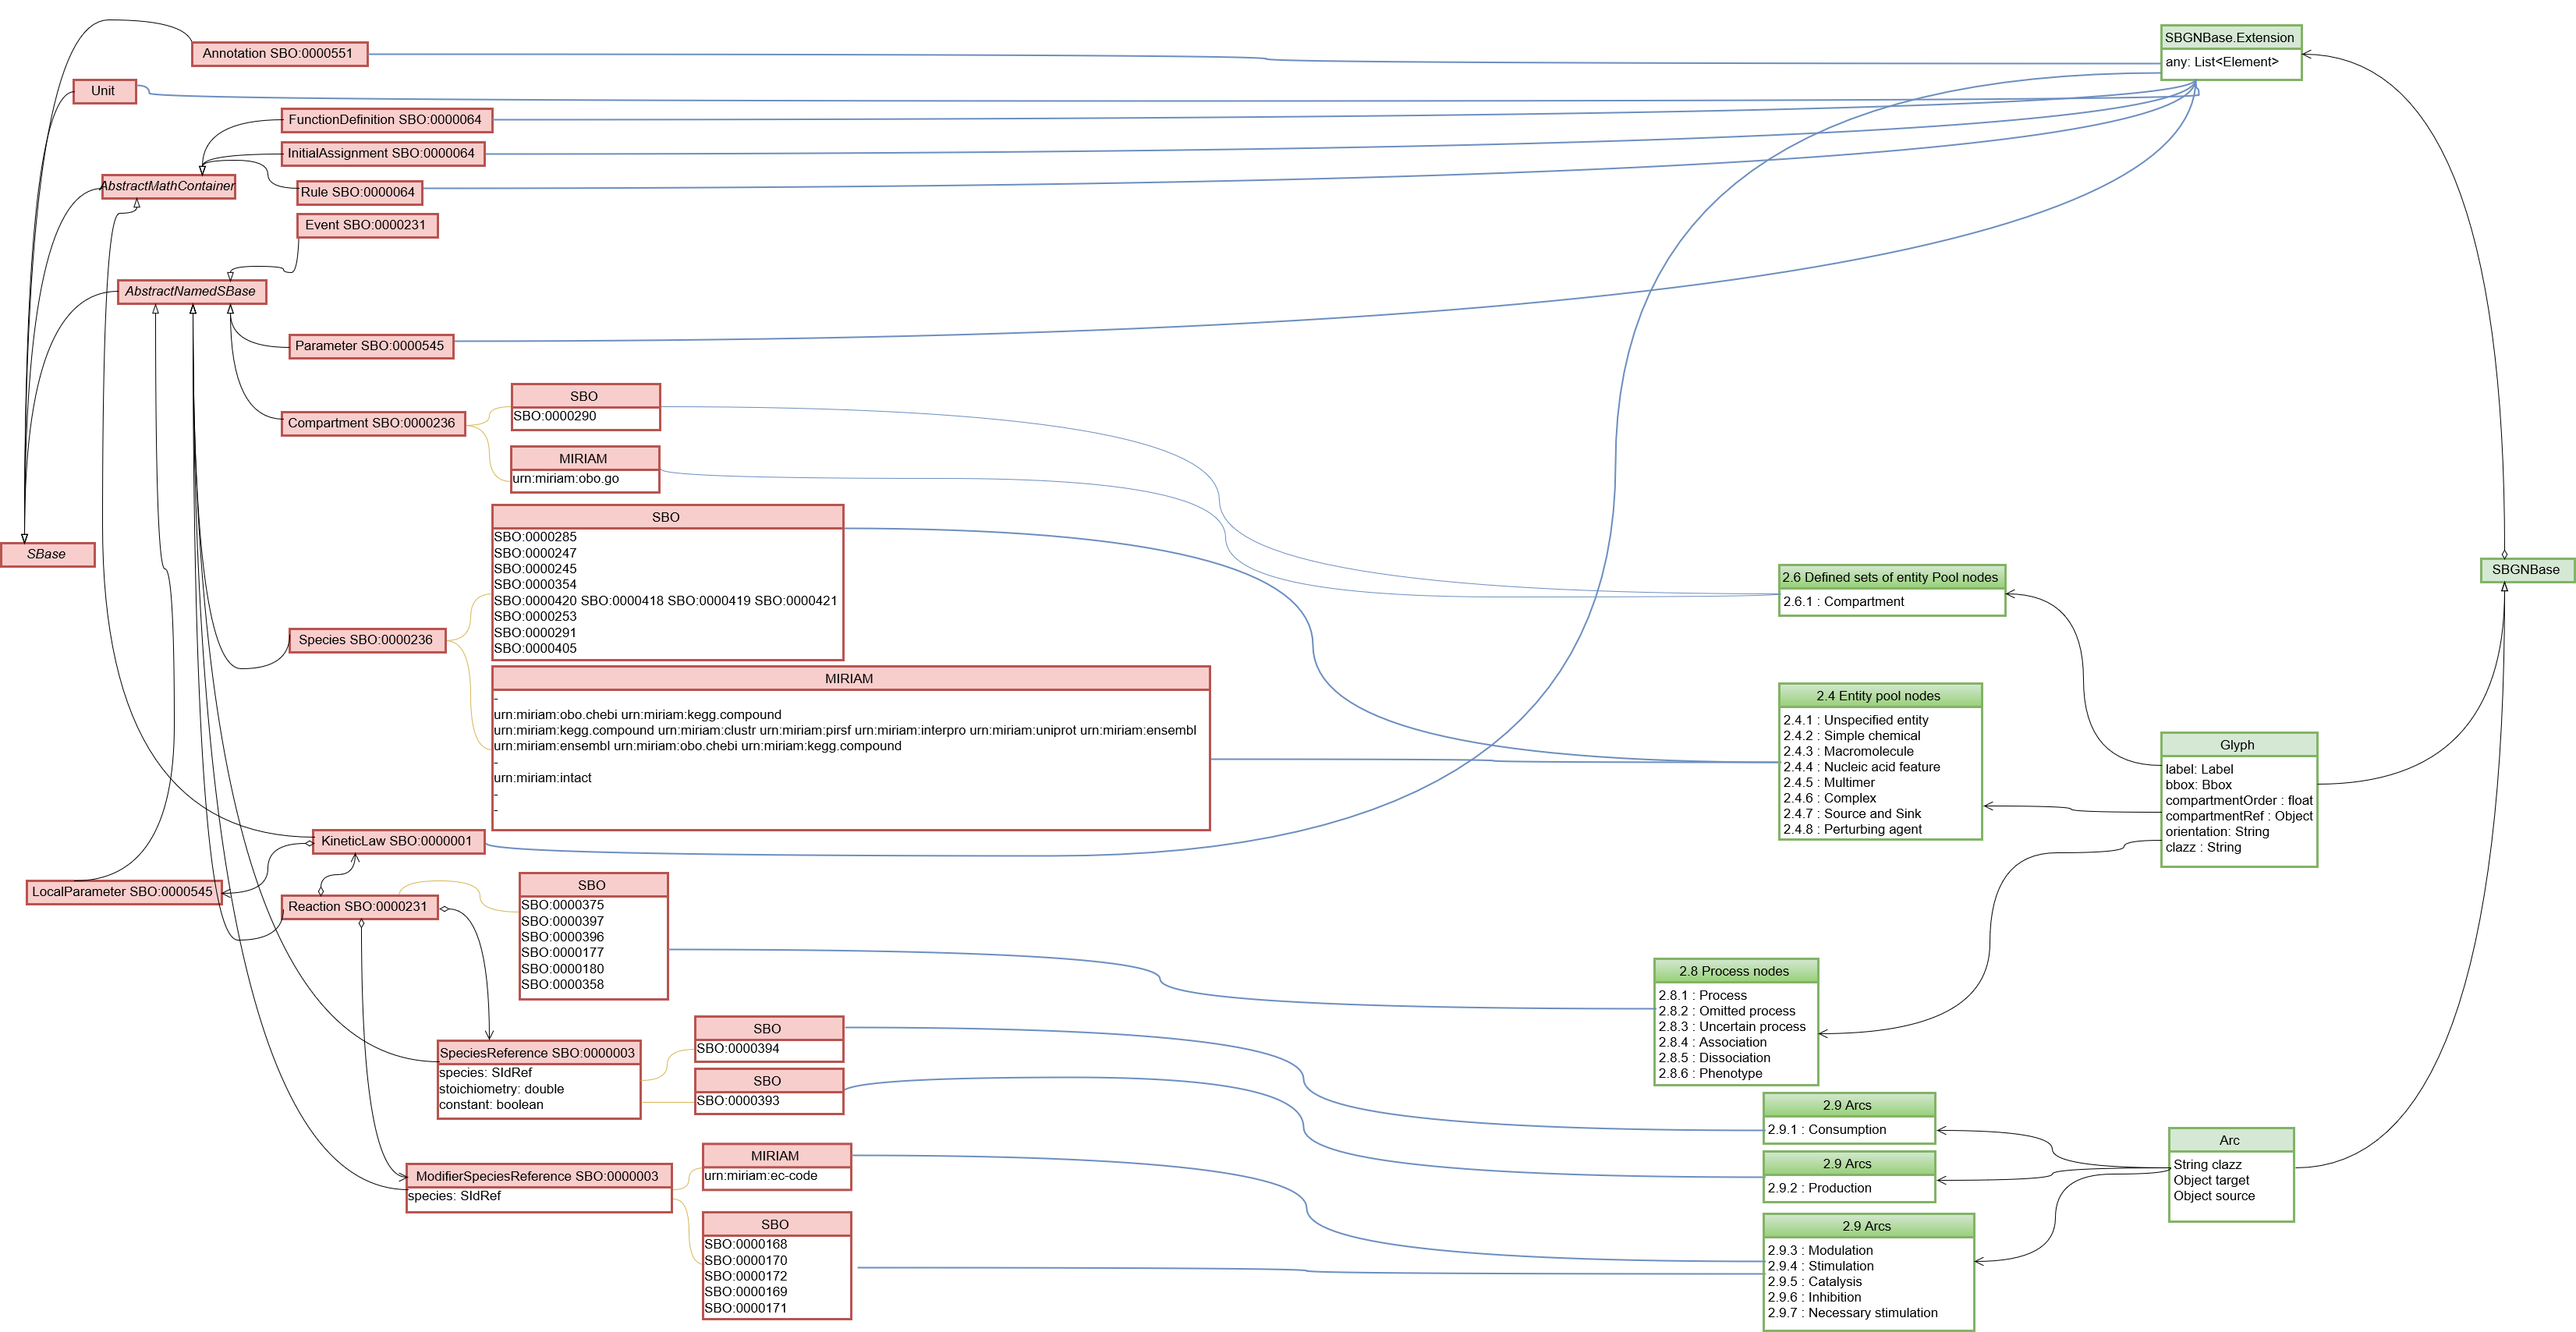 Annotation SBO:0000551
Unit
FunctionDefinition SBO:0000064
InitialAssignment SBO:0000064
AbstractMathContainer
Rule SBO:0000064
Event SBO:0000231
AbstractNamedSBase
Parameter SBO:0000545
Compartment SBO:0000236
SBO
SBO:0000290
MIRIAM
urn:miriam:obo.go
SBase
Species SBO:0000236
SBO
SBO:0000285
SBO:0000247
SBO:0000245
SBO:0000354
SBO:0000420 SBO:0000418 SBO:0000419 SBO:0000421
SBO:0000253
SBO:0000291
SBO:0000405
MIRIAM
-
urn:miriam:obo.chebi urn:miriam:kegg.compound
urn:miriam:kegg.compound urn:miriam:clustr urn:miriam:pirsf urn:miriam:interpro urn:miriam:uniprot urn:miriam:ensembl
urn:miriam:ensembl urn:miriam:obo.chebi urn:miriam:kegg.compound
-
urn:miriam:intact
-
-
KineticLaw SBO:0000001
LocalParameter SBO:0000545
Reaction SBO:0000231
SBO
SBO:0000375
SBO:0000397
SBO:0000396
SBO:0000177
SBO:0000180
SBO:0000358
SpeciesReference SBO:0000003
species: SIdRef
stoichiometry: double
constant: boolean
SBO
SBO:0000394
SBO
SBO:0000393
ModifierSpeciesReference SBO:0000003
species: SIdRef
MIRIAM
urn:miriam:ec-code
SBO
SBO:0000168
SBO:0000170
SBO:0000172
SBO:0000169
SBO:0000171
SBGNBase.Extension
any: List<Element>
SBGNBase
2.6 Defined sets of entity Pool nodes
2.6.1 : Compartment
2.4 Entity pool nodes
2.4.1 : Unspecified entity
2.4.2 : Simple chemical
2.4.3 : Macromolecule
2.4.4 : Nucleic acid feature
2.4.5 : Multimer
2.4.6 : Complex
2.4.7 : Source and Sink
2.4.8 : Perturbing agent
Glyph
label: Label
bbox: Bbox
compartmentOrder : float
compartmentRef : Object
orientation: String
clazz : String
2.8 Process nodes
2.8.1 : Process
2.8.2 : Omitted process
2.8.3 : Uncertain process
2.8.4 : Association
2.8.5 : Dissociation
2.8.6 : Phenotype
2.9 Arcs
2.9.1 : Consumption
2.9 Arcs
2.9.2 : Production
2.9 Arcs
2.9.3 : Modulation
2.9.4 : Stimulation
2.9.5 : Catalysis
2.9.6 : Inhibition
2.9.7 : Necessary stimulation
Arc
String clazz
Object target
Object source